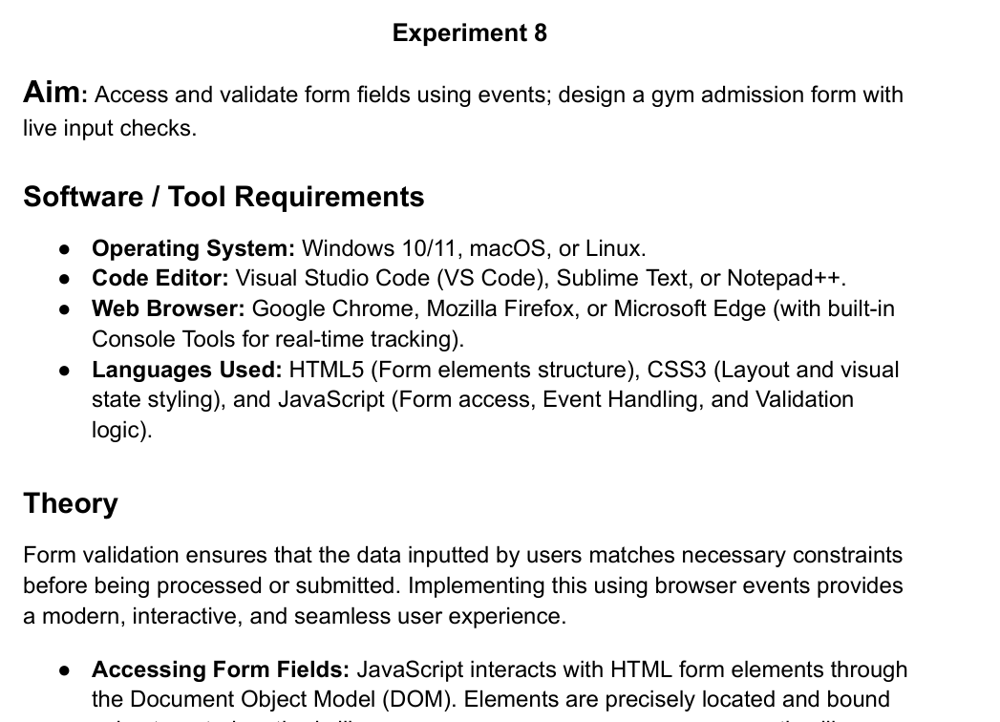 Experiment 8
Aim: Access and validate form fields using events; design a gym admission form with
live input checks.
Software / Tool Requirements
● Operating System: Windows 10/11, macOS, or Linux.
● Code Editor: Visual Studio Code (VS Code), Sublime Text, or Notepad++.
● Web Browser: Google Chrome, Mozilla Firefox, or Microsoft Edge (with built-in
Console Tools for real-time tracking).
● Languages Used: HTML5 (Form elements structure), CSS3 (Layout and visual
state styling), and JavaScript (Form access, Event Handling, and Validation
logic).
Theory
Form validation ensures that the data inputted by users matches necessary constraints
before being processed or submitted. Implementing this using browser events provides
a modern, interactive, and seamless user experience.
● Accessing Form Fields: JavaScript interacts with HTML form elements through
the Document Object Model (DOM). Elements are precisely located and bound